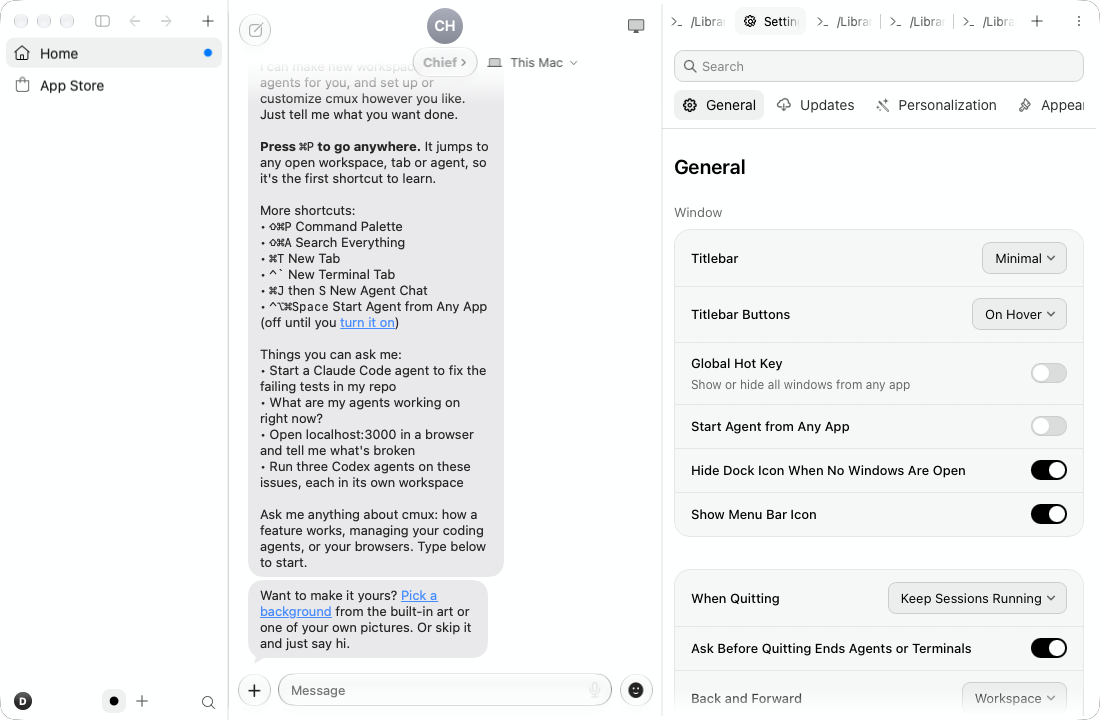 Home
App Store
D
CH
Chief
This Mac
I can make new
agents for you, and set up or
customize cmux however you like.
Just tell me what you want done.
Press ⌘P to go anywhere. It jumps to
any open workspace, tab or agent, so
it's the first shortcut to learn.
More shortcuts:
• ⇧⌘P Command Palette
• ⇧⌘A Search Everything
• ⌘T New Tab
• ^` New Terminal Tab
• ⌘J then S New Agent Chat
• ^⌥⌘Space Start Agent from Any App
(off until you turn it on)
Things you can ask me:
• Start a Claude Code agent to fix the
failing tests in my repo
• What are my agents working on
right now?
• Open localhost:3000 in a browser
and tell me what's broken
• Run three Codex agents on these
issues, each in its own workspace
Ask me anything about cmux: how a
feature works, managing your coding
agents, or your browsers. Type below
to start.
Want to make it yours? Pick a
background from the built-in art or
one of your own pictures. Or skip it
and just say hi.
Message
/Librar
Setting
/Librar
/Librar
/Libra
Search
General
Updates
Personalization
Appear
General
Window
Titlebar
Minimal
Titlebar Buttons
On Hover
Global Hot Key
Show or hide all windows from any app
Start Agent from Any App
Hide Dock Icon When No Windows Are Open
Show Menu Bar Icon
When Quitting
Keep Sessions Running
Ask Before Quitting Ends Agents or Terminals
Back and Forward
Workspace